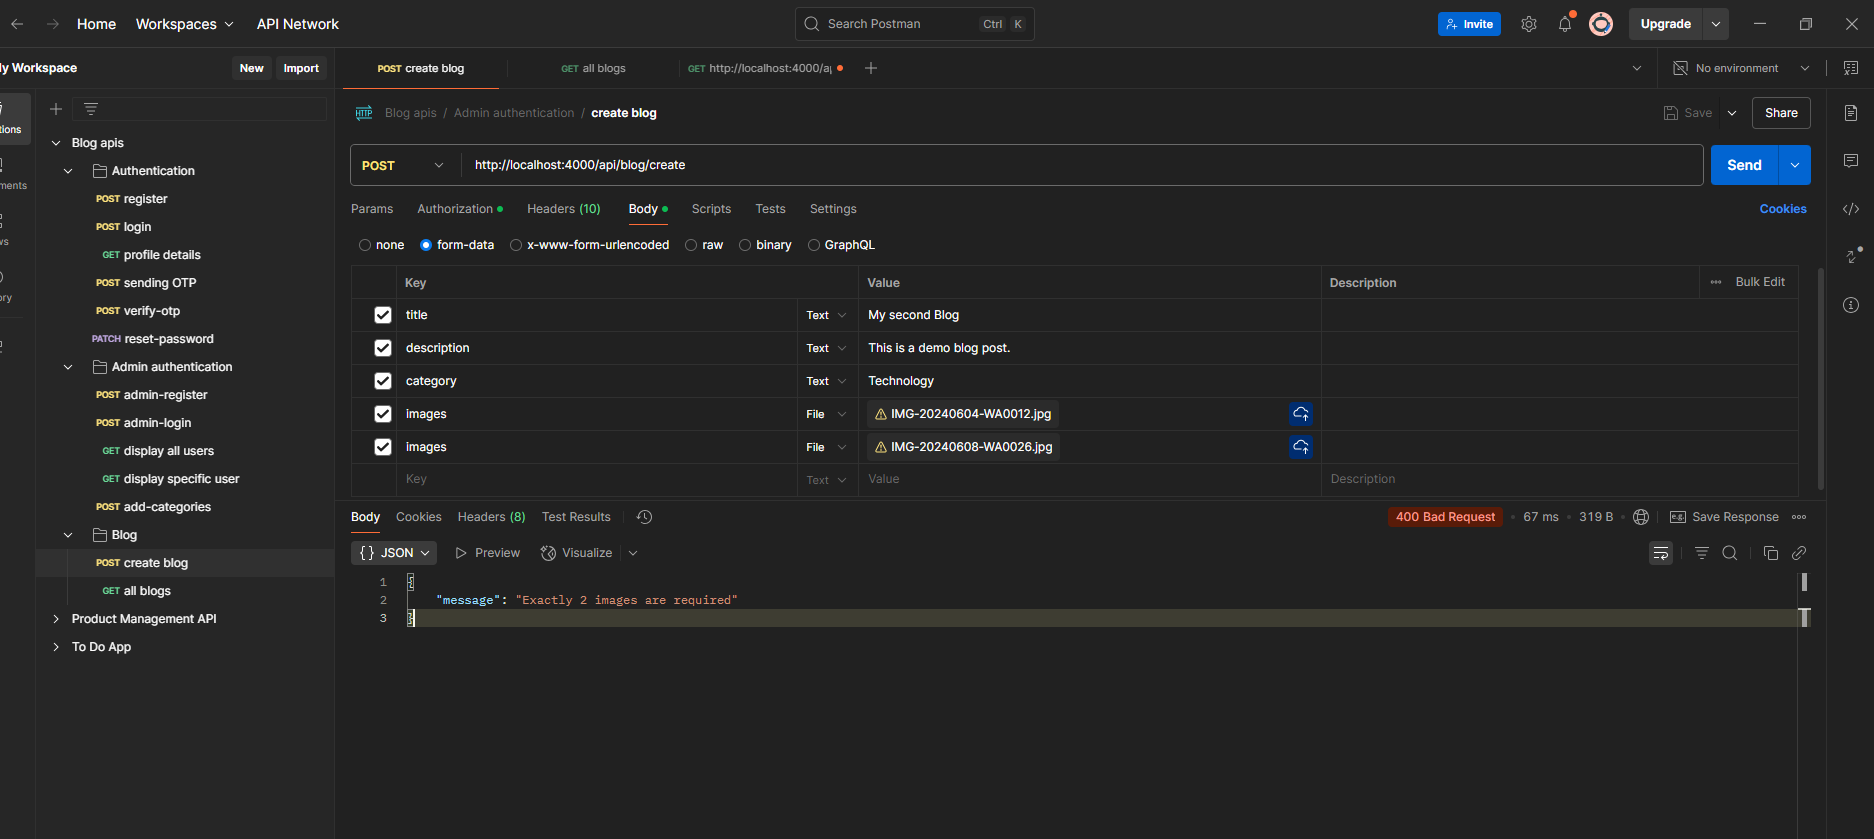 Home Workspaces API Network Search Postman Ctrl K Invite Upgrade
y Workspace New Import POST create blog GET all blogs GET http://localhost:4000/a No environment
Blog apis / Admin authentication / create blog Save Share
tions
ments
ws
ory
Blog apis
Authentication
POST register
POST login
GET profile details
POST sending OTP
POST verify-otp
PATCH reset-password
Admin authentication
POST admin-register
POST admin-login
GET display all users
GET display specific user
POST add-categories
Blog
POST create blog
GET all blogs
Product Management API
To Do App
POST http://localhost:4000/api/blog/create Send
Params Authorization Headers (10) Body Scripts Tests Settings Cookies
none form-data x-www-form-urlencoded raw binary GraphQL
Key Value Description Bulk Edit
title Text My second Blog
description Text This is a demo blog post.
category Text Technology
images File IMG-20240604-WA0012.jpg
images File IMG-20240608-WA0026.jpg
Key Text Value Description
Body Cookies Headers (8) Test Results 400 Bad Request 67 ms 319 B e.g. Save Response
{} JSON Preview Visualize
1 {
2 "message": "Exactly 2 images are required"
3 }